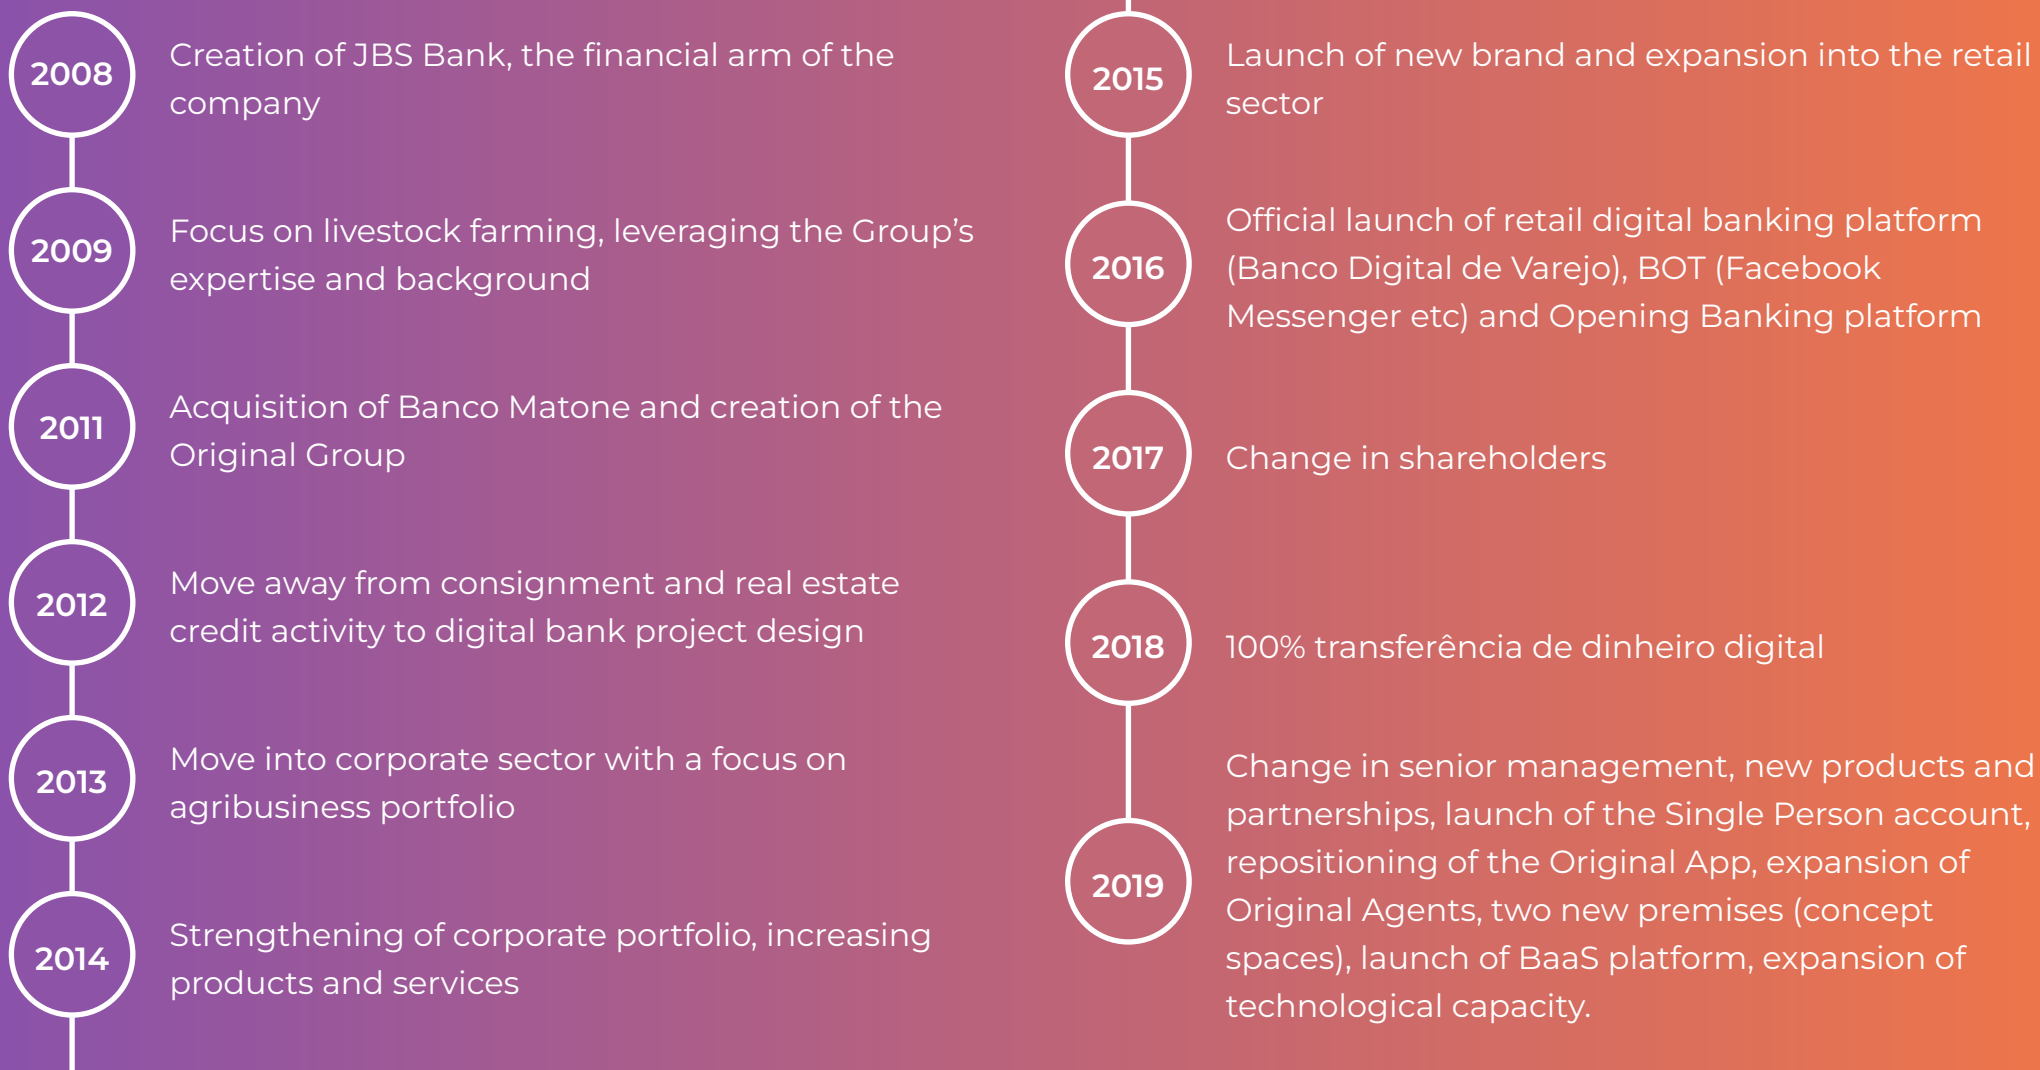 2008
Creation of JBS Bank, the financial arm of the
company
2009
Focus on livestock farming, leveraging the Group’s
expertise and background
2011
Acquisition of Banco Matone and creation of the
Original Group
2012
Move away from consignment and real estate
credit activity to digital bank project design
2013
Move into corporate sector with a focus on
agribusiness portfolio
2014
Strengthening of corporate portfolio, increasing
products and services
2015
Launch of new brand and expansion into the retail
sector
2016
Official launch of retail digital banking platform
(Banco Digital de Varejo), BOT (Facebook
Messenger etc) and Opening Banking platform
2017
Change in shareholders
2018
100% transferência de dinheiro digital
2019
Change in senior management, new products and
partnerships, launch of the Single Person account,
repositioning of the Original App, expansion of
Original Agents, two new premises (concept
spaces), launch of BaaS platform, expansion of
technological capacity.